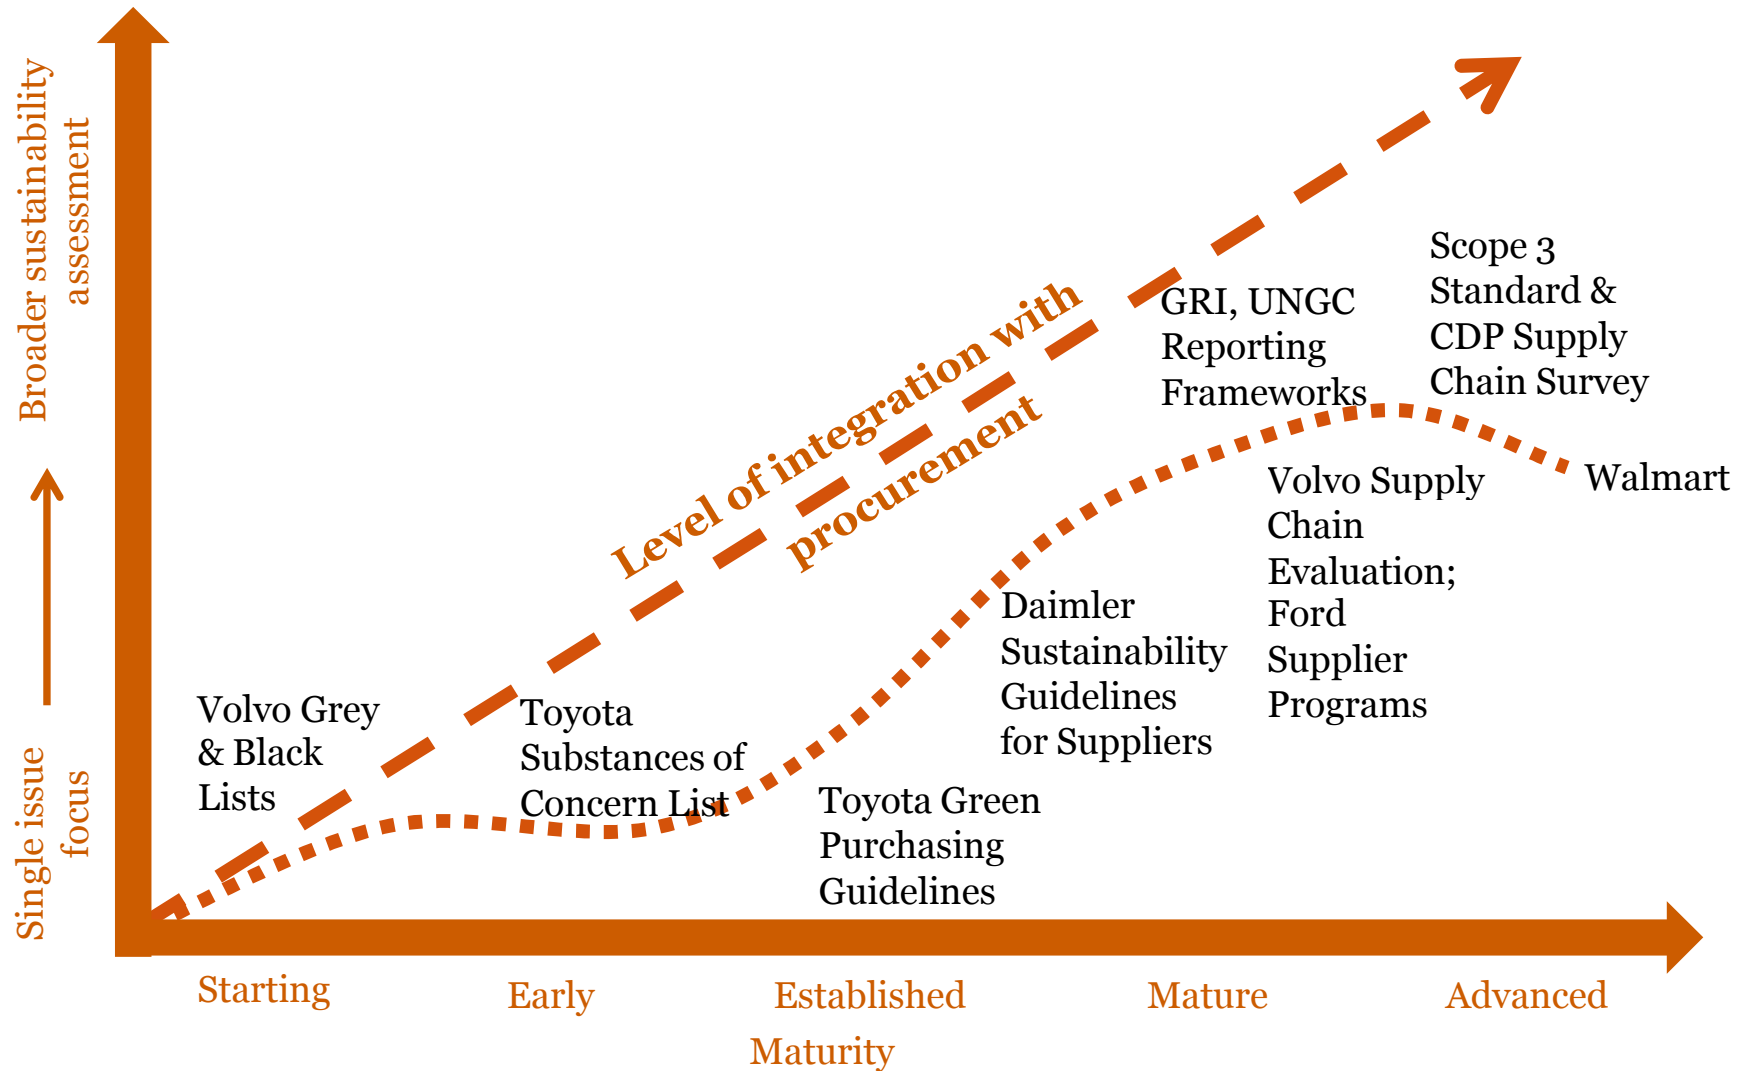 Broader sustainability
assessment
Single issue
focus
Level of integration with
procurement
Volvo Grey
& Black
Lists
Toyota
Substances of
Concern List
Toyota Green
Purchasing
Guidelines
Daimler
Sustainability
Guidelines
for Suppliers
GRI, UNGC
Reporting
Frameworks
Volvo Supply
Chain
Evaluation;
Ford
Supplier
Programs
Scope 3
Standard &
CDP Supply
Chain Survey
Walmart
Starting
Early
Established
Mature
Advanced
Maturity